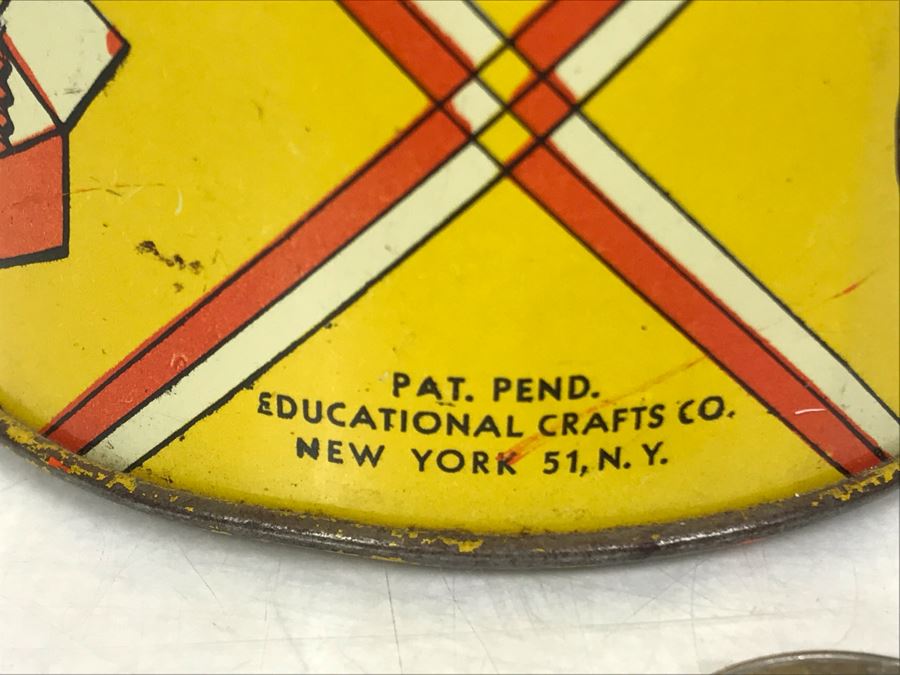 PAT. PEND.
EDUCATIONAL CRAFTS CO.
NEW YORK 51, N. Y.